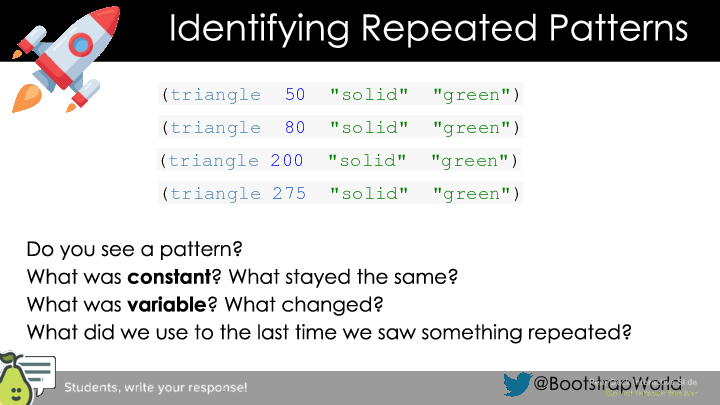 Identifying Repeated Patterns
(triangle 50 "solid" "green")
(triangle 80 "solid" "green")
(triangle 200 "solid" "green")
(triangle 275 "solid" "green")
Do you see a pattern?
What was constant? What stayed the same?
What was variable? What changed?
What did we use to the last time we saw something repeated?
Students, write your response!
@BootstrapWorld